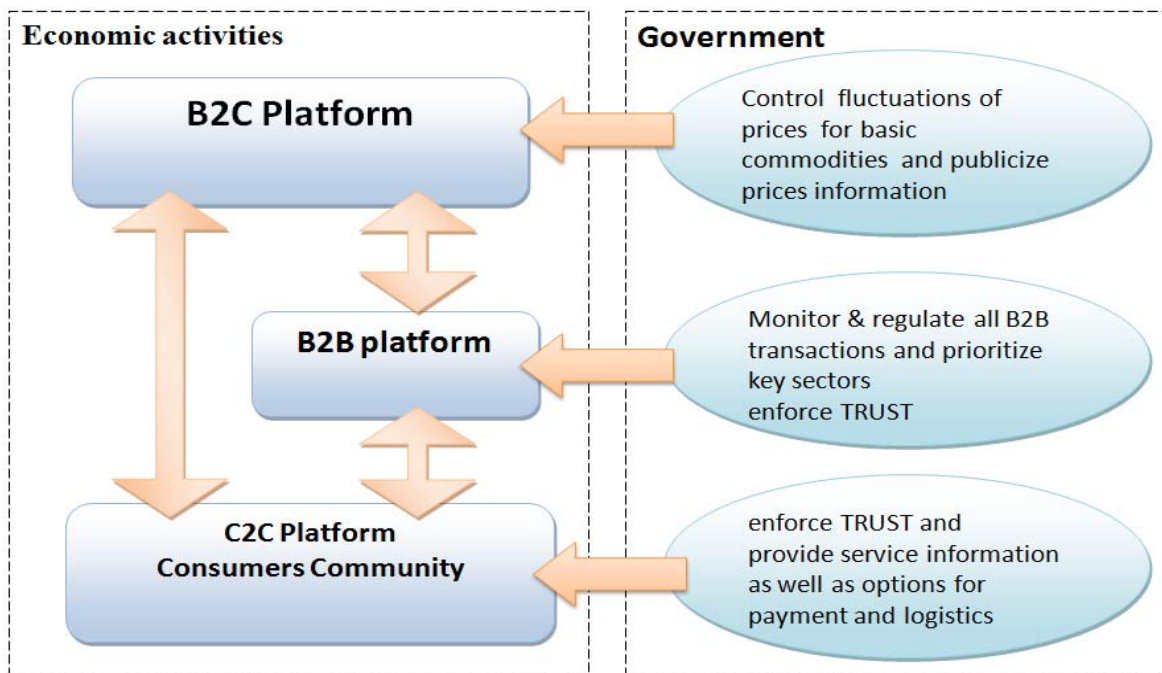 Economic activities
B2C Platform
B2B platform
C2C Platform
Consumers Community
Government
Control fluctuations of
prices for basic
commodities and publicize
prices information
Monitor & regulate all B2B
transactions and prioritize
key sectors
enforce TRUST
enforce TRUST and
provide service information
as well as options for
payment and logistics